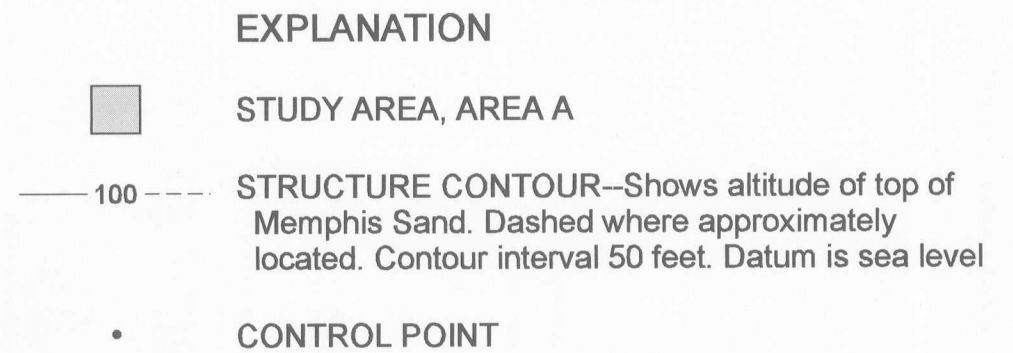 EXPLANATION
STUDY AREA, AREA A
100 STRUCTURE CONTOUR--Shows altitude of top of
Memphis Sand. Dashed where approximately
located. Contour interval 50 feet. Datum is sea level
CONTROL POINT